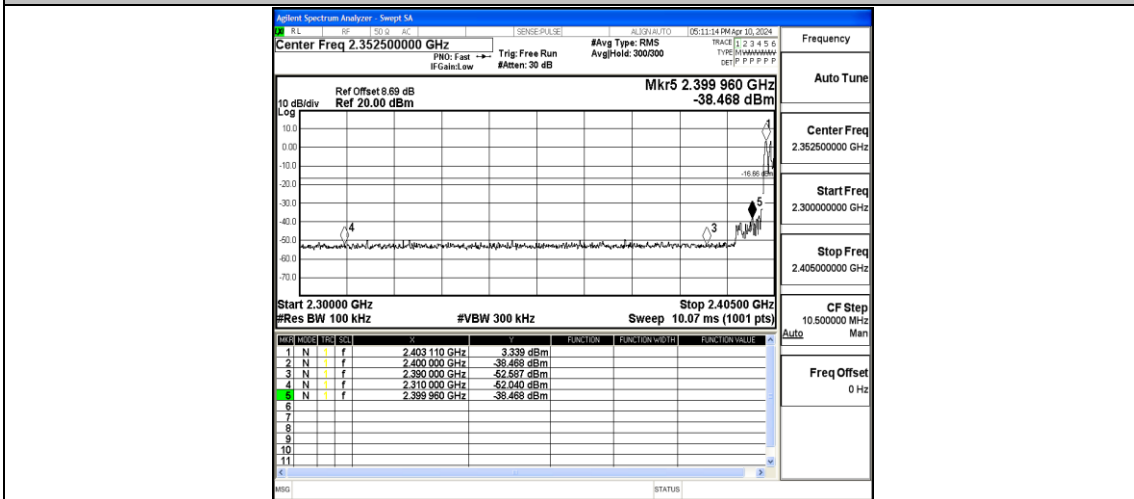 Agilent Spectrum Analyzer - Swept SA
RL RF 50 Ω AC SENSE:PULSE ALIGN AUTO 05:11:14 PM Apr 10, 2024
Center Freq 2.352500000 GHz
PNO: Fast
IFGain:Low
Trig: Free Run
#Atten: 30 dB
#Avg Type: RMS
Avg|Hold: 300/300
TRACE 1 2 3 4 5 6
TYPE MWWWWW
DET P P P P P P
Frequency
Mkr5 2.399 960 GHz
-38.468 dBm
Ref Offset 8.69 dB
10 dB/div Ref 20.00 dBm
Log
10.0
0.00
-10.0
-20.0
-30.0
-40.0
-50.0
-60.0
-70.0
1
-16.66 dBm
5
4
3
Start 2.30000 GHz Stop 2.40500 GHz
#Res BW 100 kHz #VBW 300 kHz Sweep 10.07 ms (1001 pts)
MKR MODE TRC SCL X Y FUNCTION FUNCTION WIDTH FUNCTION VALUE
1 N 1 f 2.403 110 GHz 3.339 dBm
2 N 1 f 2.400 000 GHz -38.468 dBm
3 N 1 f 2.390 000 GHz -52.587 dBm
4 N 1 f 2.310 000 GHz -52.040 dBm
5 N 1 f 2.399 960 GHz -38.468 dBm
6
7
8
9
10
11
MSG STATUS
Auto Tune
Center Freq
2.352500000 GHz
Start Freq
2.300000000 GHz
Stop Freq
2.405000000 GHz
CF Step
10.500000 MHz
Auto Man
Freq Offset
0 Hz